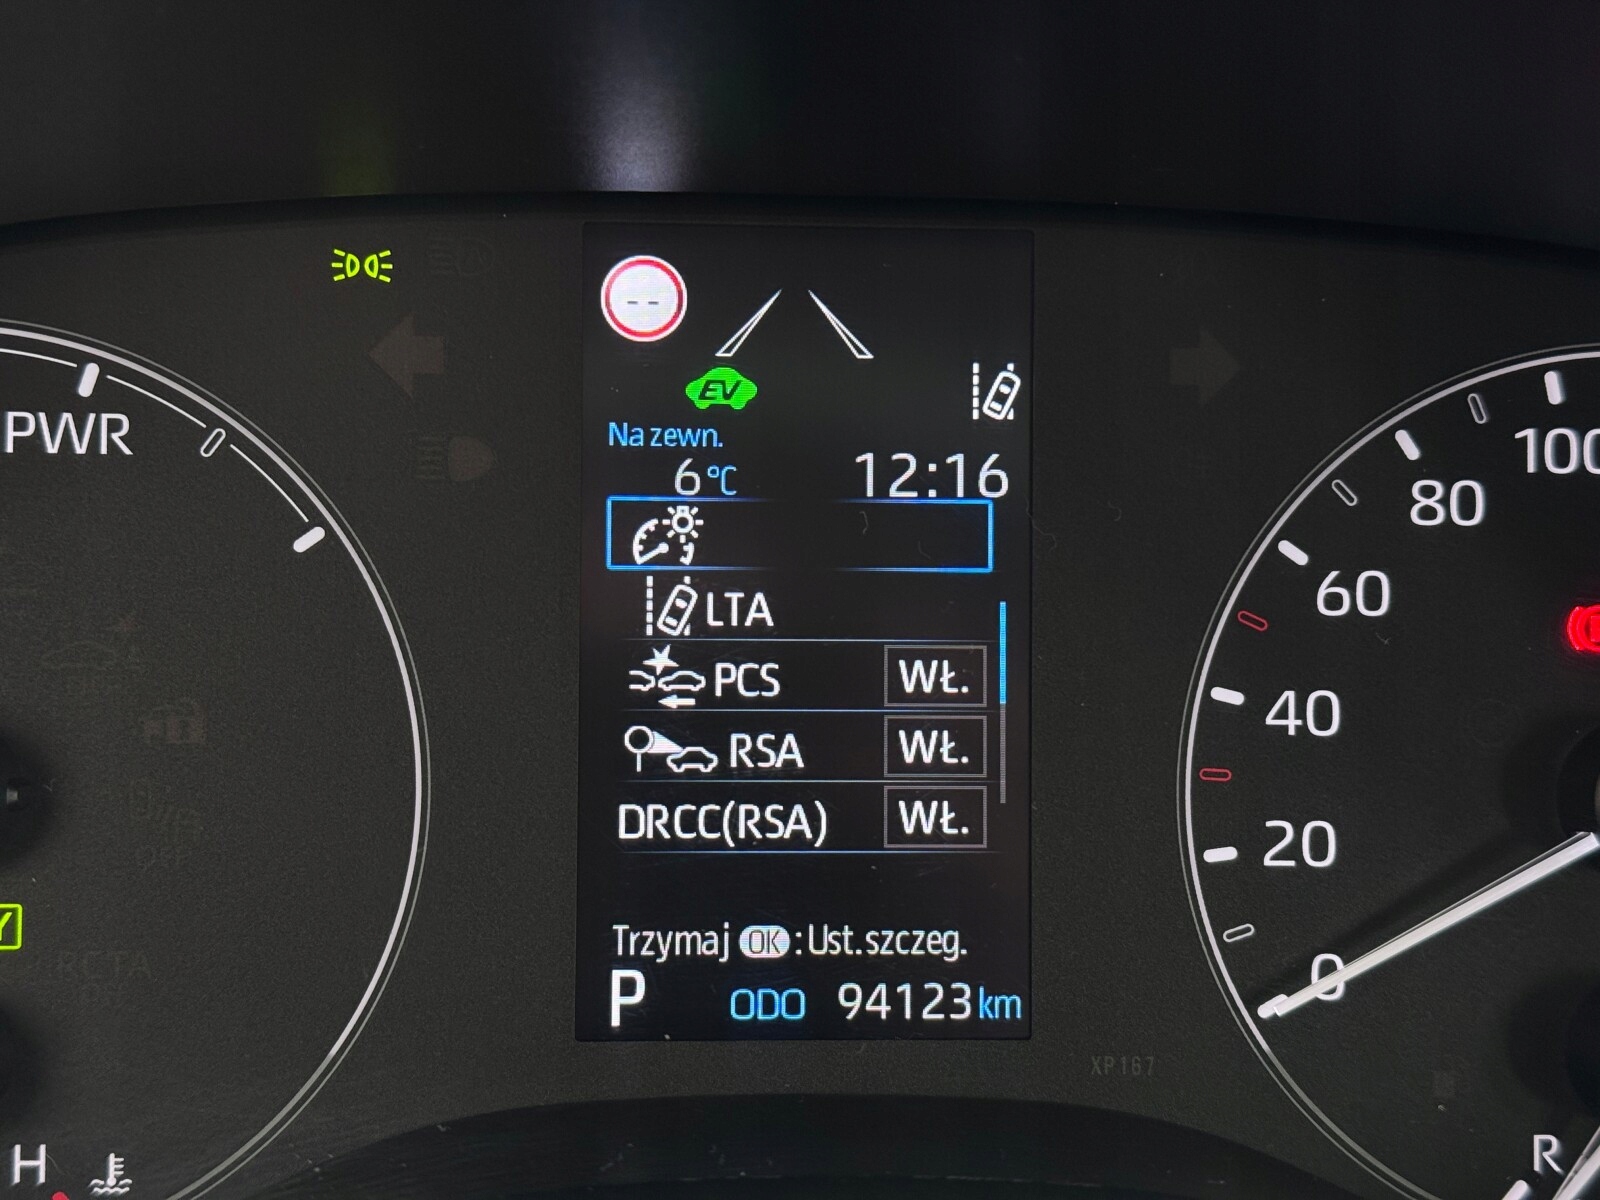 --
EV
Na zewn.
6 °C 12:16
PWR
100
80
LTA
60
PCS WŁ.
40
RSA WŁ.
DRCC(RSA) WŁ.
20
Trzymaj OK : Ust. szczeg.
RCTA
0
P ODO 94123 km
XP167
H
R